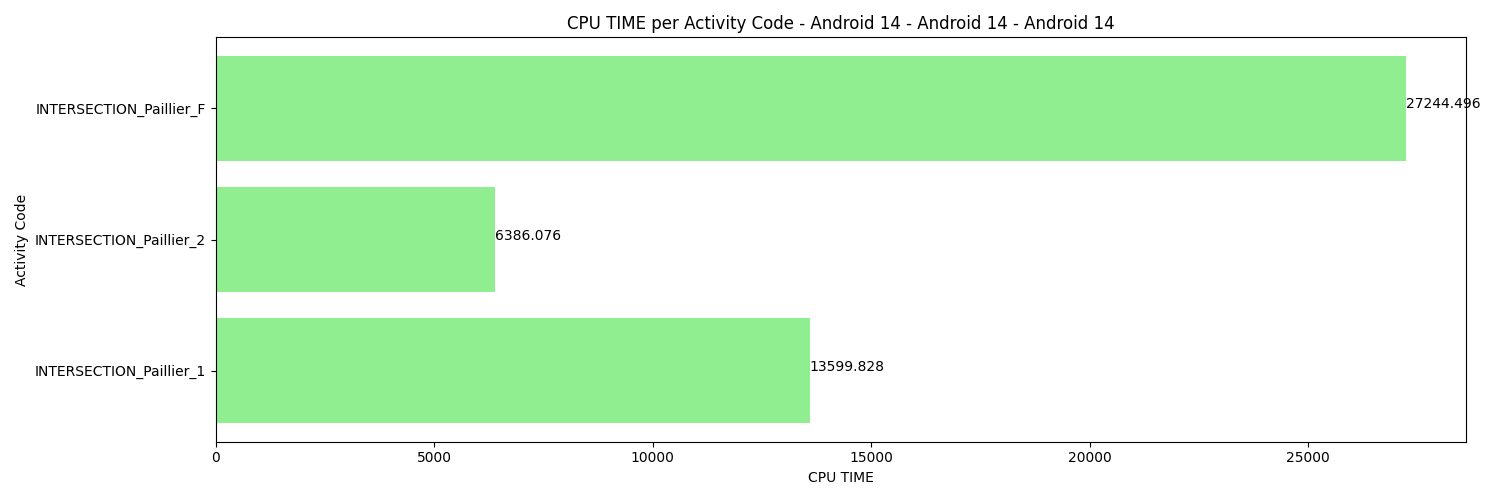 CPU TIME per Activity Code - Android 14 - Android 14 - Android 14
Activity Code
INTERSECTION_Paillier_F
27244.496
INTERSECTION_Paillier_2
6386.076
INTERSECTION_Paillier_1
13599.828
0 5000 10000 15000 20000 25000
CPU TIME